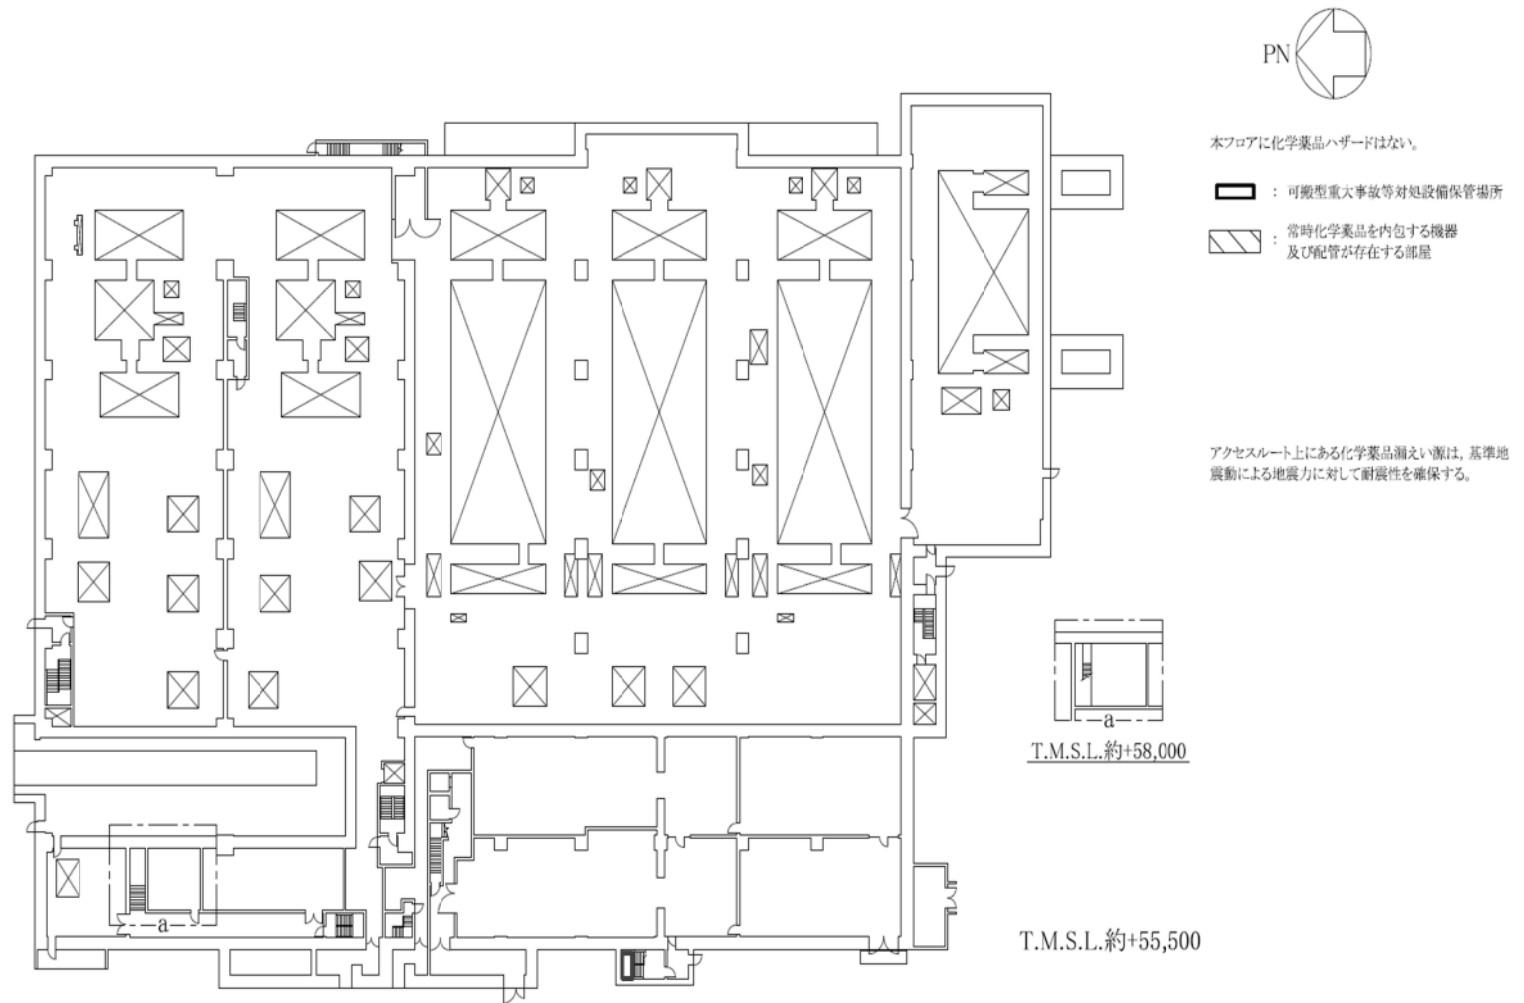 PN
本フロアに化学薬品ハザードはない。
： 可搬型重大事故等対処設備保管場所
： 常時化学薬品を内包する機器
及び配管が存在する部屋
アクセスルート上にある化学薬品漏えい源は，基準地
震動による地震力に対して耐震性を確保する。
a
T.M.S.L.約+58,000
a
T.M.S.L.約+55,500